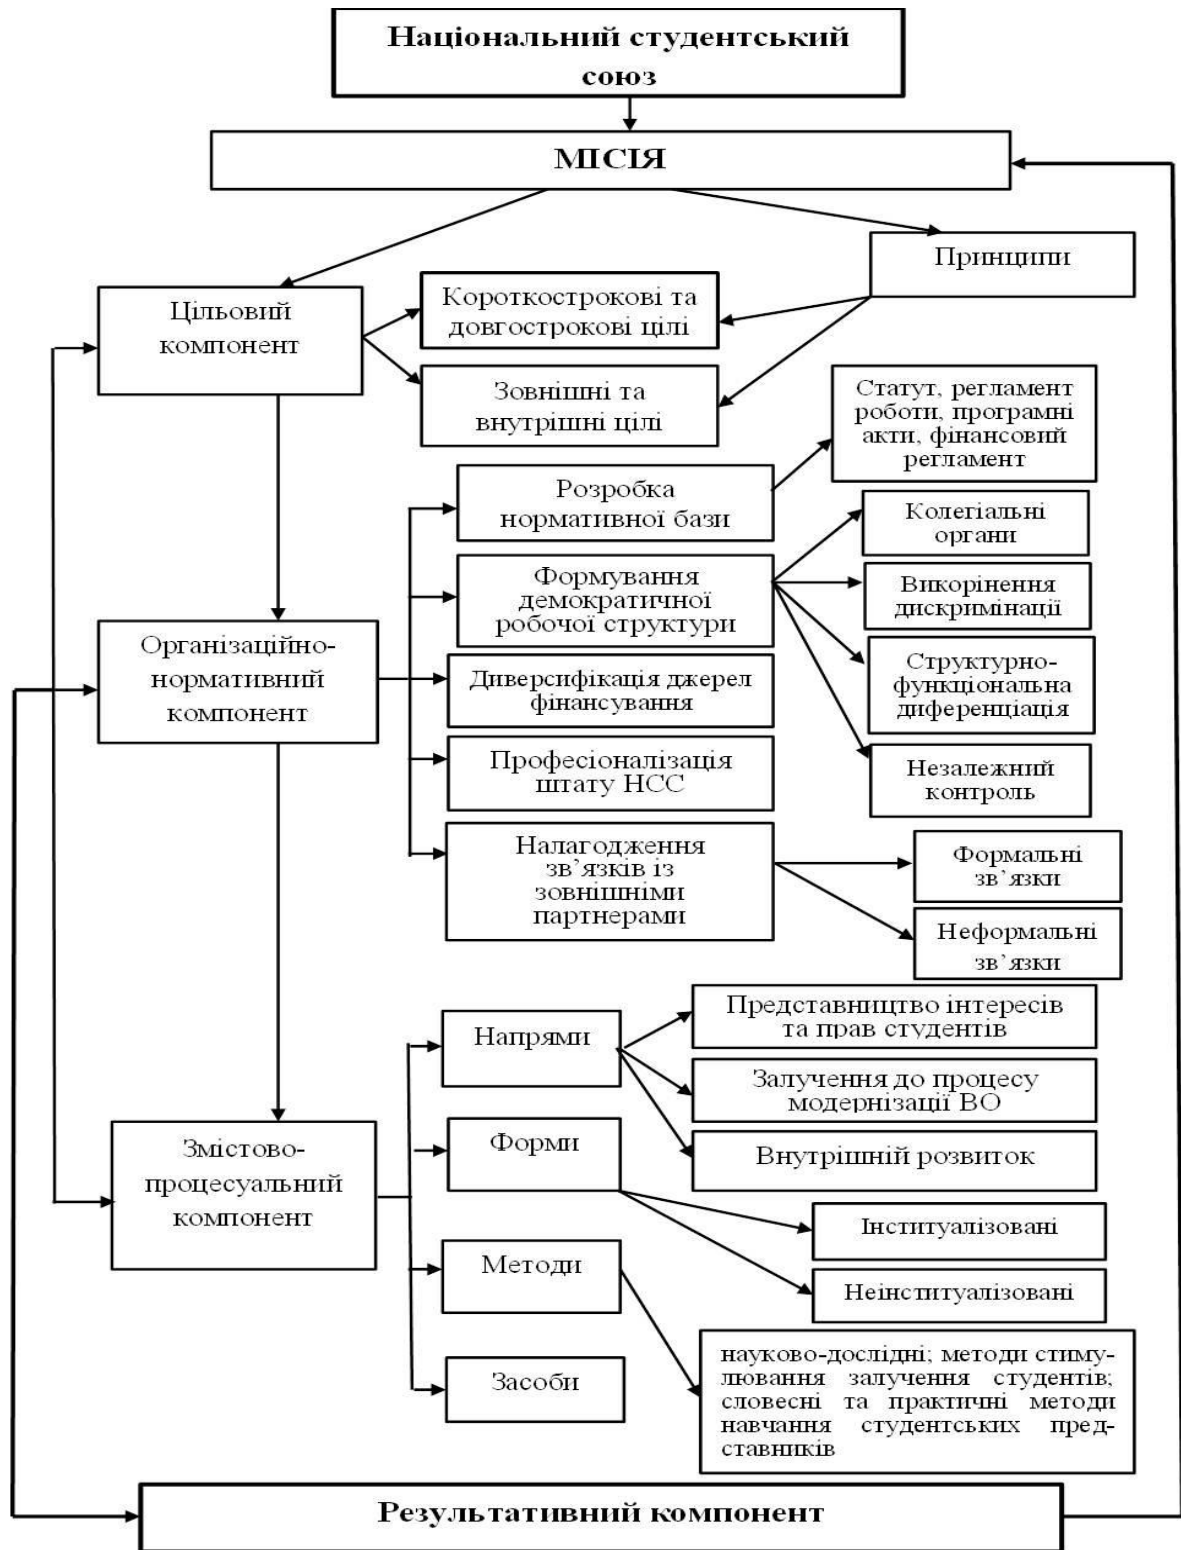 Національний студентський
союз
МІСІЯ
Принципи
Цільовий
компонент
Короткострокові та
довгострокові цілі
Зовнішні та
внутрішні цілі
Статут, регламент
роботи, програмні
акти, фінансовий
регламент
Розробка
нормативної бази
Колегіальні
органи
Формування
демократичної
робочої структури
Викорінення
дискримінації
Організаційно-
нормативний
компонент
Структурно-
функціональна
диференціація
Диверсифікація джерел
фінансування
Професіоналізація
штату НСС
Незалежний
контроль
Налагодження
зв’язків із
зовнішніми
партнерами
Формальні
зв’язки
Неформальні
зв’язки
Напрями
Представництво інтересів
та прав студентів
Залучення до процесу
модернізації ВО
Внутрішній розвиток
Змістово-
процесуальний
компонент
Форми
Інституалізовані
Неінституалізовані
Методи
науково-дослідні; методи стиму-
лювання залучення студентів;
словесні та практичні методи
навчання студентських пред-
ставників
Засоби
Результативний компонент